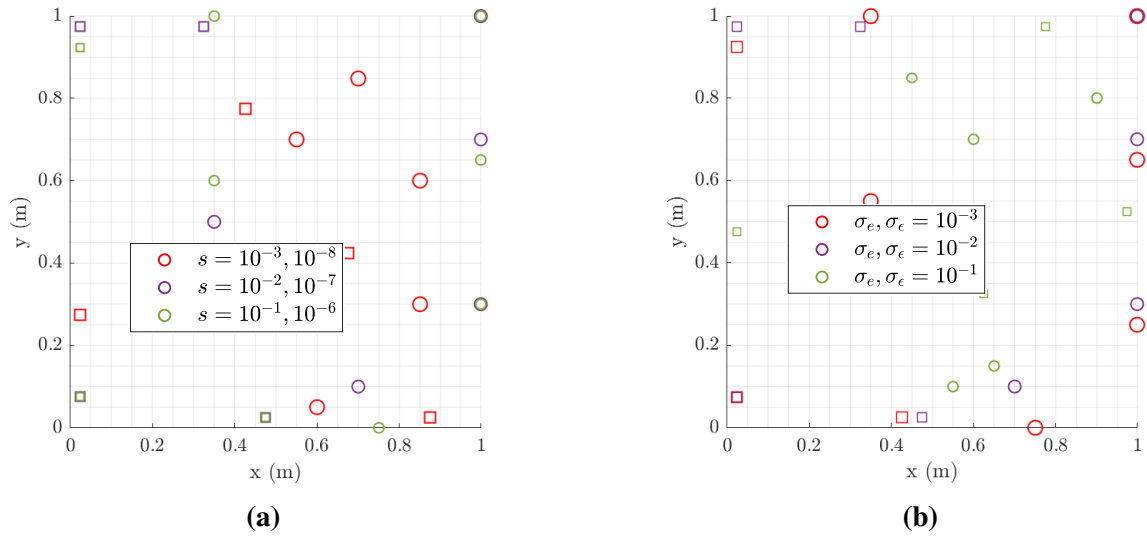 1
0.8
0.6
0.4
0.2
0
y (m)
s = 10⁻³, 10⁻⁸
s = 10⁻², 10⁻⁷
s = 10⁻¹, 10⁻⁶
0 0.2 0.4 0.6 0.8 1
x (m)
(a)
1
0.8
0.6
0.4
0.2
0
y (m)
σₑ, σ_ϵ = 10⁻³
σₑ, σ_ϵ = 10⁻²
σₑ, σ_ϵ = 10⁻¹
0 0.2 0.4 0.6 0.8 1
x (m)
(b)